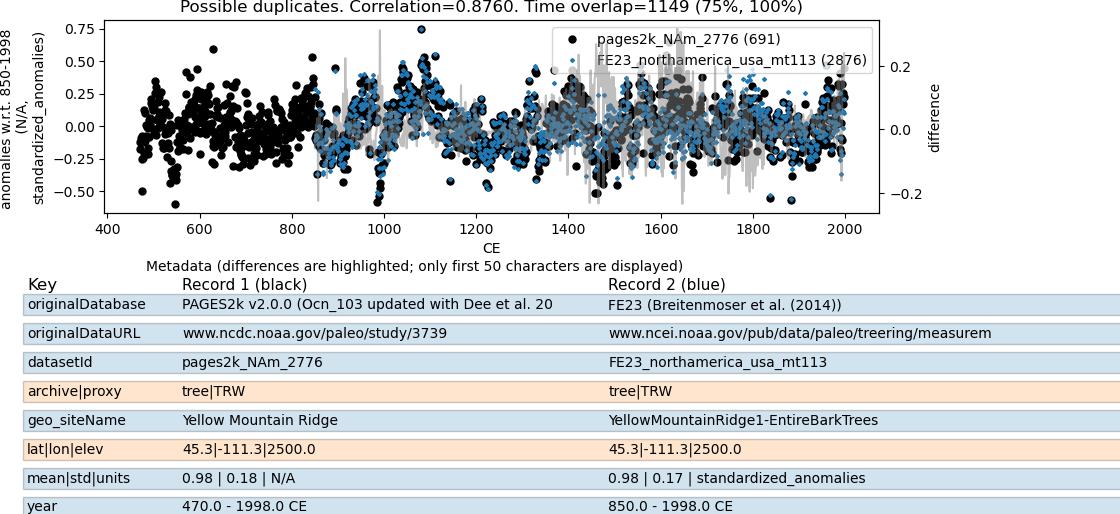 Possible duplicates. Correlation=0.8760. Time overlap=1149 (75%, 100%)
anomalies w.r.t. 850-1998
(N/A,
standardized_anomalies)
0.75
0.50
0.25
0.00
−0.25
−0.50
pages2k_NAm_2776 (691)
FE23_northamerica_usa_mt113 (2876)
0.2
0.0
−0.2
difference
400 600 800 1000 1200 1400 1600 1800 2000
CE
Metadata (differences are highlighted; only first 50 characters are displayed)
Key Record 1 (black) Record 2 (blue)
originalDatabase PAGES2k v2.0.0 (Ocn_103 updated with Dee et al. 20 FE23 (Breitenmoser et al. (2014))
originalDataURL www.ncdc.noaa.gov/paleo/study/3739 www.ncei.noaa.gov/pub/data/paleo/treering/measurem
datasetId pages2k_NAm_2776 FE23_northamerica_usa_mt113
archive|proxy tree|TRW tree|TRW
geo_siteName Yellow Mountain Ridge YellowMountainRidge1-EntireBarkTrees
lat|lon|elev 45.3|-111.3|2500.0 45.3|-111.3|2500.0
mean|std|units 0.98 | 0.18 | N/A 0.98 | 0.17 | standardized_anomalies
year 470.0 - 1998.0 CE 850.0 - 1998.0 CE